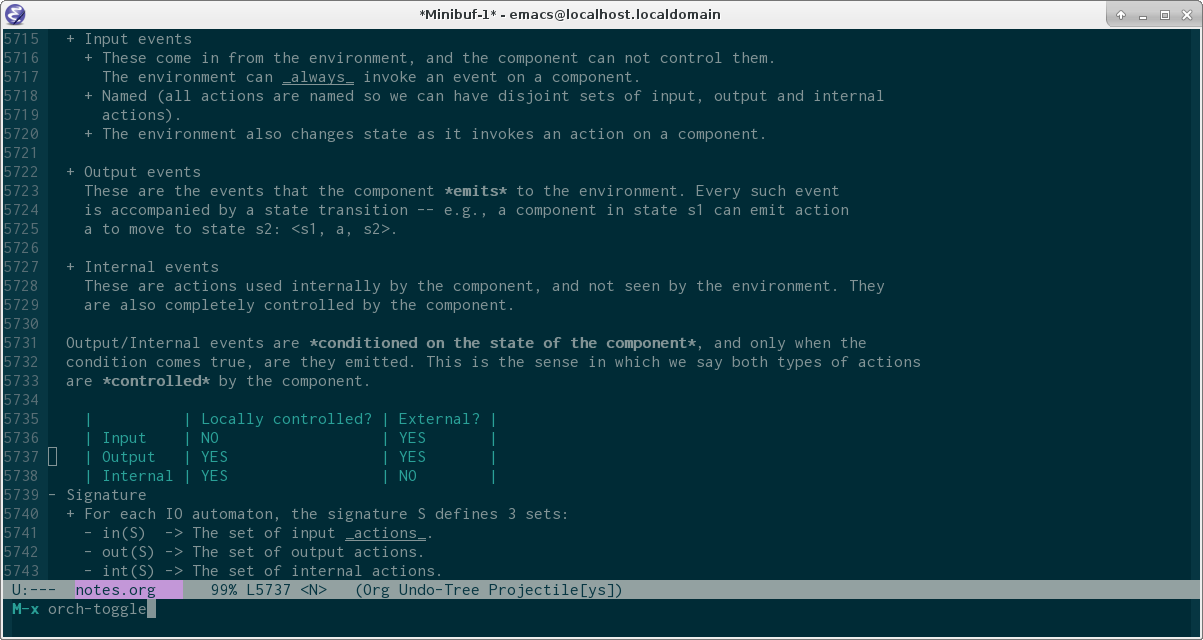 *Minibuf-1* - emacs@localhost.localdomain
5715   + Input events
5716     + These come in from the environment, and the component can not control them.
5717       The environment can _always_ invoke an event on a component.
5718     + Named (all actions are named so we can have disjoint sets of input, output and internal
5719       actions).
5720     + The environment also changes state as it invokes an action on a component.
5721
5722   + Output events
5723     These are the events that the component *emits* to the environment. Every such event
5724     is accompanied by a state transition -- e.g., a component in state s1 can emit action
5725     a to move to state s2: <s1, a, s2>.
5726
5727   + Internal events
5728     These are actions used internally by the component, and not seen by the environment. They
5729     are also completely controlled by the component.
5730
5731   Output/Internal events are *conditioned on the state of the component*, and only when the
5732   condition comes true, are they emitted. This is the sense in which we say both types of actions
5733   are *controlled* by the component.
5734
5735     |          | Locally controlled? | External? |
5736     | Input    | NO                  | YES       |
5737     | Output   | YES                 | YES       |
5738     | Internal | YES                 | NO        |
5739 - Signature
5740   + For each IO automaton, the signature S defines 3 sets:
5741     - in(S)  -> The set of input _actions_.
5742     - out(S) -> The set of output actions.
5743     - int(S) -> The set of internal actions.
U:--- notes.org 99% L5737 <N> (Org Undo-Tree Projectile[ys])
M-x orch-toggle